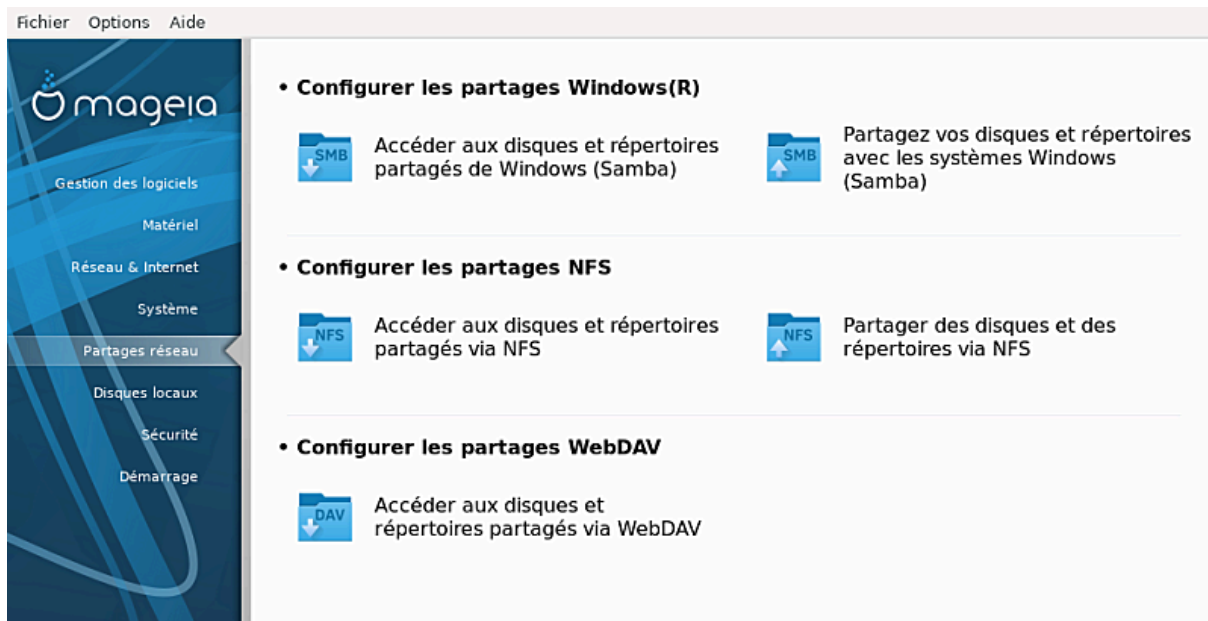 Fichier Options Aide
mageia
Gestion des logiciels
Matériel
Réseau & Internet
Système
Partages réseau
Disques locaux
Sécurité
Démarrage
• Configurer les partages Windows(R)
SMB
Accéder aux disques et répertoires
partagés de Windows (Samba)
SMB
Partagez vos disques et répertoires
avec les systèmes Windows
(Samba)
• Configurer les partages NFS
NFS
Accéder aux disques et répertoires
partagés via NFS
NFS
Partager des disques et des
répertoires via NFS
• Configurer les partages WebDAV
DAV
Accéder aux disques et
répertoires partagés via WebDAV